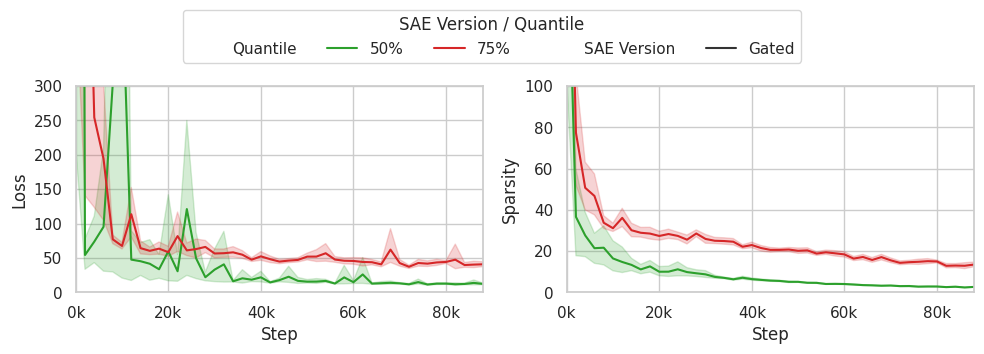 SAE Version / Quantile
Quantile 50% 75% SAE Version Gated
300
250
200
150
100
50
0
Loss
0k 20k 40k 60k 80k
Step
100
80
60
40
20
0
Sparsity
0k 20k 40k 60k 80k
Step